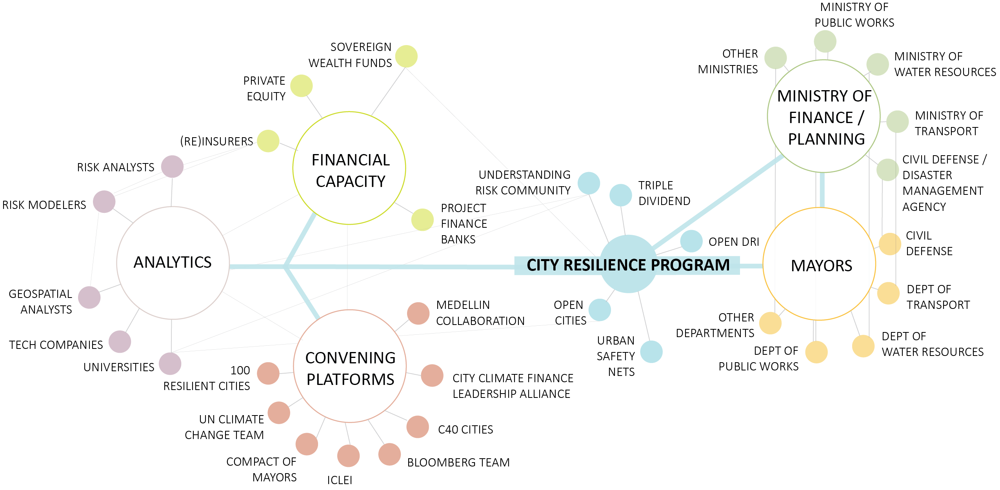 MINISTRY OF
PUBLIC WORKS
OTHER
MINISTRIES
MINISTRY OF
WATER RESOURCES
MINISTRY OF
FINANCE /
PLANNING
MINISTRY OF
TRANSPORT
CIVIL DEFENSE /
DISASTER
MANAGEMENT
AGENCY
SOVEREIGN
WEALTH FUNDS
PRIVATE
EQUITY
(RE)INSURERS
FINANCIAL
CAPACITY
PROJECT
FINANCE
BANKS
RISK ANALYSTS
RISK MODELERS
ANALYTICS
GEOSPATIAL
ANALYSTS
TECH COMPANIES
UNIVERSITIES
UNDERSTANDING
RISK COMMUNITY
TRIPLE
DIVIDEND
OPEN DRI
CITY RESILIENCE PROGRAM
OPEN
CITIES
URBAN
SAFETY
NETS
MAYORS
CIVIL
DEFENSE
DEPT OF
TRANSPORT
OTHER
DEPARTMENTS
DEPT OF
PUBLIC WORKS
DEPT OF
WATER RESOURCES
MEDELLIN
COLLABORATION
CONVENING
PLATFORMS
100
RESILIENT CITIES
CITY CLIMATE FINANCE
LEADERSHIP ALLIANCE
UN CLIMATE
CHANGE TEAM
C40 CITIES
COMPACT OF
MAYORS
ICLEI
BLOOMBERG TEAM